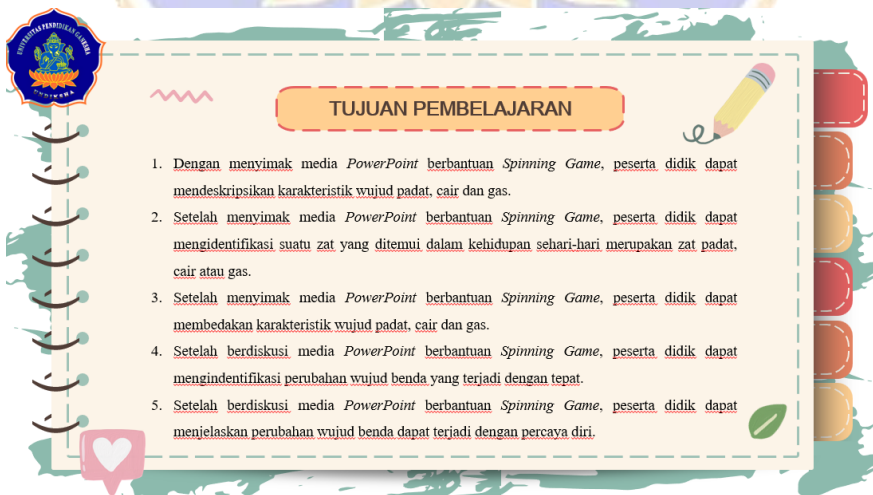 UNIVERSITAS PENDIDIKAN GANESHA
UNDIKSHA
TUJUAN PEMBELAJARAN
1. Dengan menyimak media PowerPoint berbantuan Spinning Game, peserta didik dapat
mendeskripsikan karakteristik wujud padat, cair dan gas.
2. Setelah menyimak media PowerPoint berbantuan Spinning Game, peserta didik dapat
mengidentifikasi suatu zat yang ditemui dalam kehidupan sehari-hari merupakan zat padat,
cair atau gas.
3. Setelah menyimak media PowerPoint berbantuan Spinning Game, peserta didik dapat
membedakan karakteristik wujud padat, cair dan gas.
4. Setelah berdiskusi media PowerPoint berbantuan Spinning Game, peserta didik dapat
mengindentifikasi perubahan wujud benda yang terjadi dengan tepat.
5. Setelah berdiskusi media PowerPoint berbantuan Spinning Game, peserta didik dapat
menjelaskan perubahan wujud benda dapat terjadi dengan percaya diri.